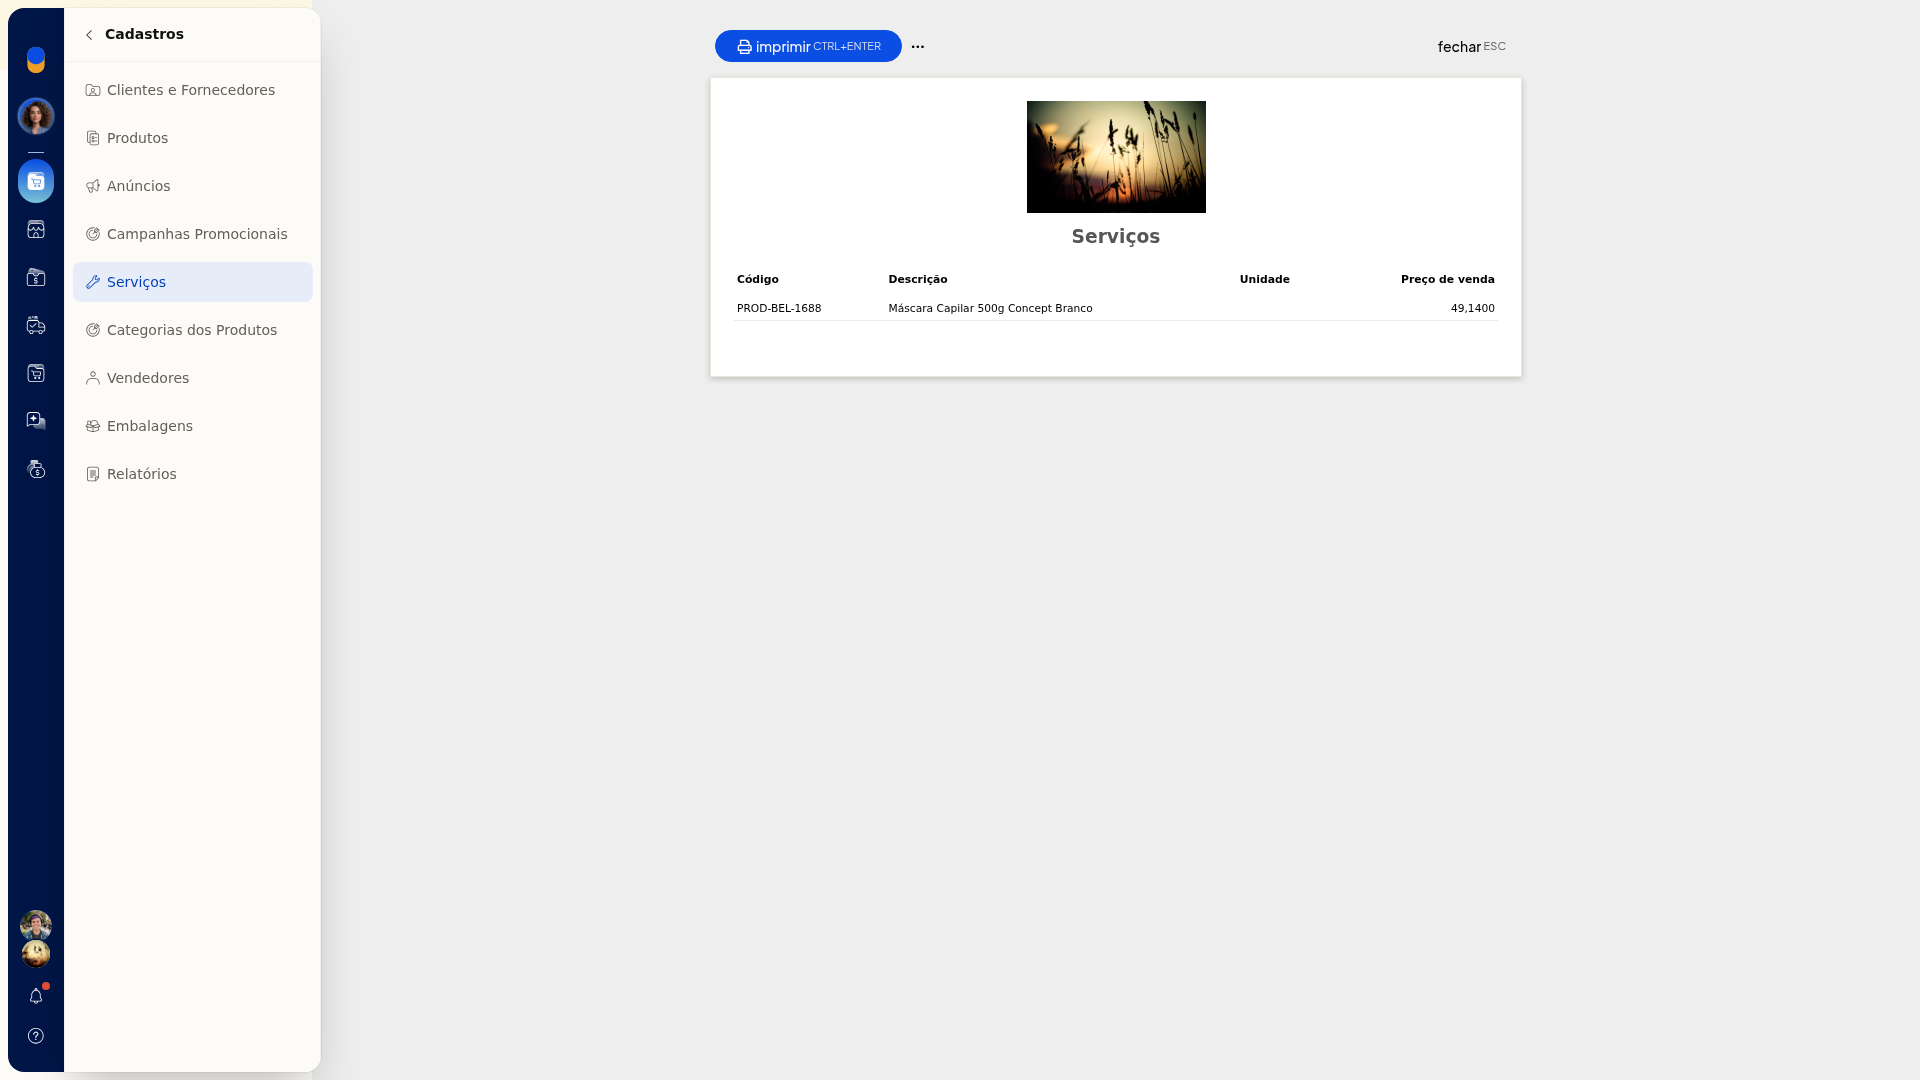 Cadastros
Clientes e Fornecedores
Produtos
Anúncios
Campanhas Promocionais
Serviços
Categorias dos Produtos
Vendedores
Embalagens
Relatórios
imprimir CTRL+ENTER ...
fechar ESC
Serviços
Código Descrição Unidade Preço de venda
PROD-BEL-1688 Máscara Capilar 500g Concept Branco 49,1400